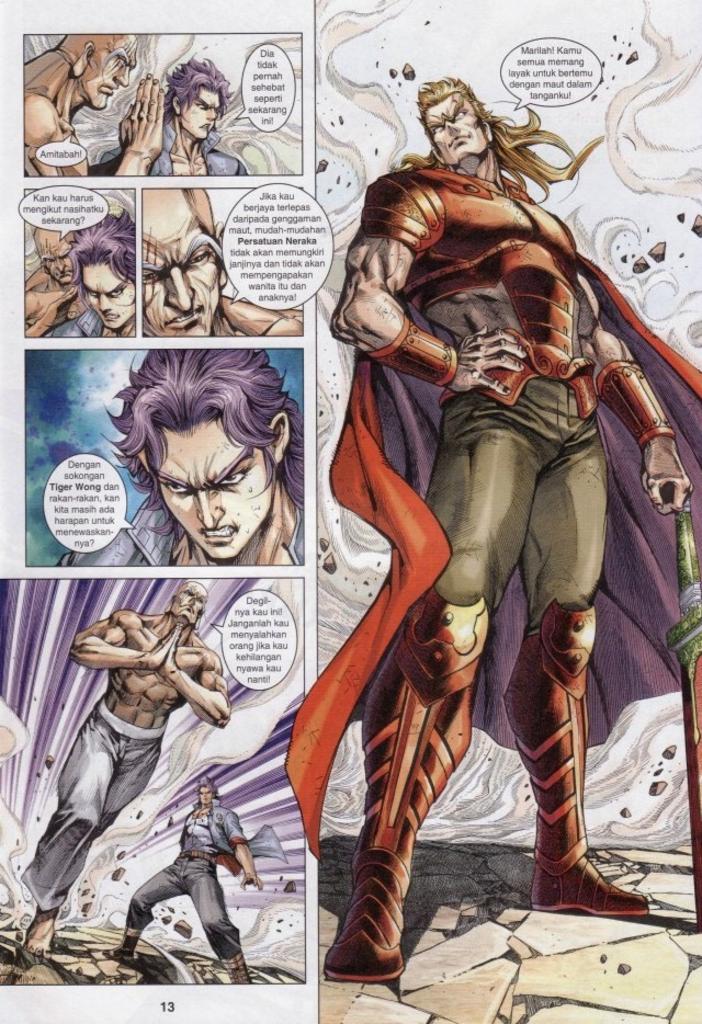 Dia
tidak
pernah
sehebat
seperti
sekarang
ini!
Amitabah!
Kan kau harus
mengikut nasihatku
sekarang?
Jika kau
berjaya terlepas
daripada genggaman
maut, mudah-mudahan
Persatuan Neraka
tidak akan memungkiri
janjinya dan tidak akan
mempengapakan
wanita itu dan
anaknya!
Dengan
sokongan
Tiger Wong dan
rakan-rakan, kan
kita masih ada
harapan untuk
menewaskan-
nya?
Degil-
nya kau ini!
Janganlah kau
menyalahkan
orang jika kau
kehilangan
nyawa kau
nanti!
Marilah! Kamu
semua memang
layak untuk bertemu
dengan maut dalam
tanganku!
13